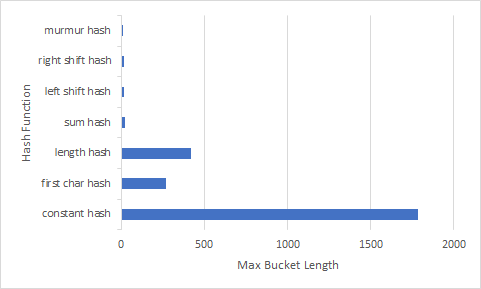 Hash Function
murmur hash
right shift hash
left shift hash
sum hash
length hash
first char hash
constant hash
0 500 1000 1500 2000
Max Bucket Length